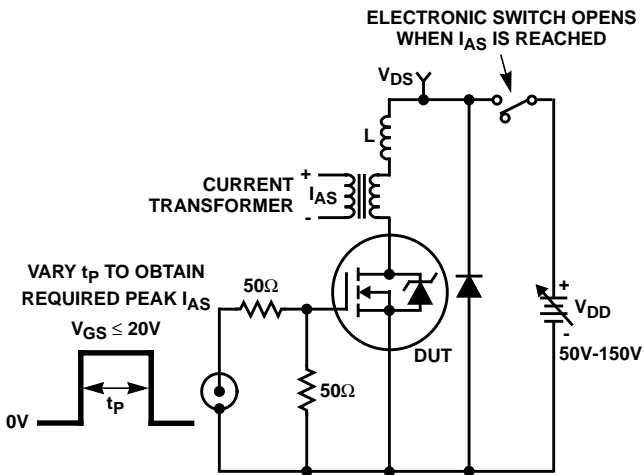 ELECTRONIC SWITCH OPENS
WHEN IAS IS REACHED
VDS
L
CURRENT
TRANSFORMER
+
IAS
-
VARY tP TO OBTAIN
REQUIRED PEAK IAS
50Ω
VGS ≤ 20V
DUT
+
VDD
-
50V-150V
50Ω
0V
tP